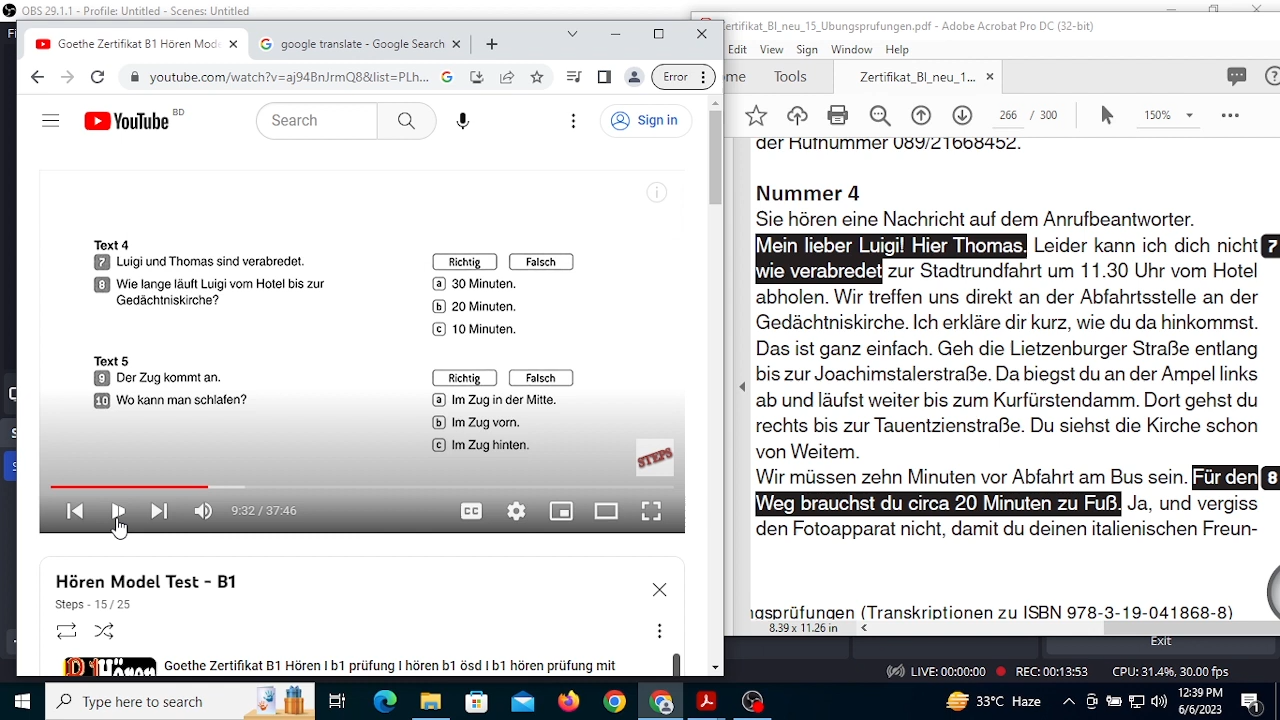 OBS 29.1.1 - Profile: Untitled - Scenes: Untitled
Goethe Zertifikat B1 Hören Mod
google translate - Google Search
youtube.com/watch?v=aj94BnJrmQ8&list=PLh...
Error
YouTube BD
Search
Sign in
Text 4
7 Luigi und Thomas sind verabredet.
Richtig Falsch
8 Wie lange läuft Luigi vom Hotel bis zur
Gedächtniskirche?
a 30 Minuten.
b 20 Minuten.
c 10 Minuten.
Text 5
9 Der Zug kommt an.
Richtig Falsch
10 Wo kann man schlafen?
a Im Zug in der Mitte.
b Im Zug vorn.
c Im Zug hinten.
STEPS
9:32 / 37:46
CC
Hören Model Test - B1
Steps - 15 / 25
B1 Hören
Goethe Zertifikat B1 Hören I b1 prüfung I hören b1 ösd I b1 hören prüfung mit
ertifikat_BI_neu_15_Ubungsprufungen.pdf - Adobe Acrobat Pro DC (32-bit)
Edit View Sign Window Help
me Tools Zertifikat_BI_neu_1...
266 / 300 150%
der Rufnummer 089/21668452.
Nummer 4
Sie hören eine Nachricht auf dem Anrufbeantworter.
Mein lieber Luigi! Hier Thomas. Leider kann ich dich nicht 7
wie verabredet zur Stadtrundfahrt um 11.30 Uhr vom Hotel
abholen. Wir treffen uns direkt an der Abfahrtsstelle an der
Gedächtniskirche. Ich erkläre dir kurz, wie du da hinkommst.
Das ist ganz einfach. Geh die Lietzenburger Straße entlang
bis zur Joachimstalerstraße. Da biegst du an der Ampel links
ab und läufst weiter bis zum Kurfürstendamm. Dort gehst du
rechts bis zur Tauentzienstraße. Du siehst die Kirche schon
von Weitem.
Wir müssen zehn Minuten vor Abfahrt am Bus sein. Für den 8
Weg brauchst du circa 20 Minuten zu Fuß. Ja, und vergiss
den Fotoapparat nicht, damit du deinen italienischen Freun-
gsprüfungen (Transkriptionen zu ISBN 978-3-19-041868-8)
8.39 x 11.26 in
Exit
LIVE: 00:00:00 REC: 00:13:53 CPU: 31.4%, 30.00 fps
Type here to search
33°C Haze
12:39 PM
6/6/2023
1